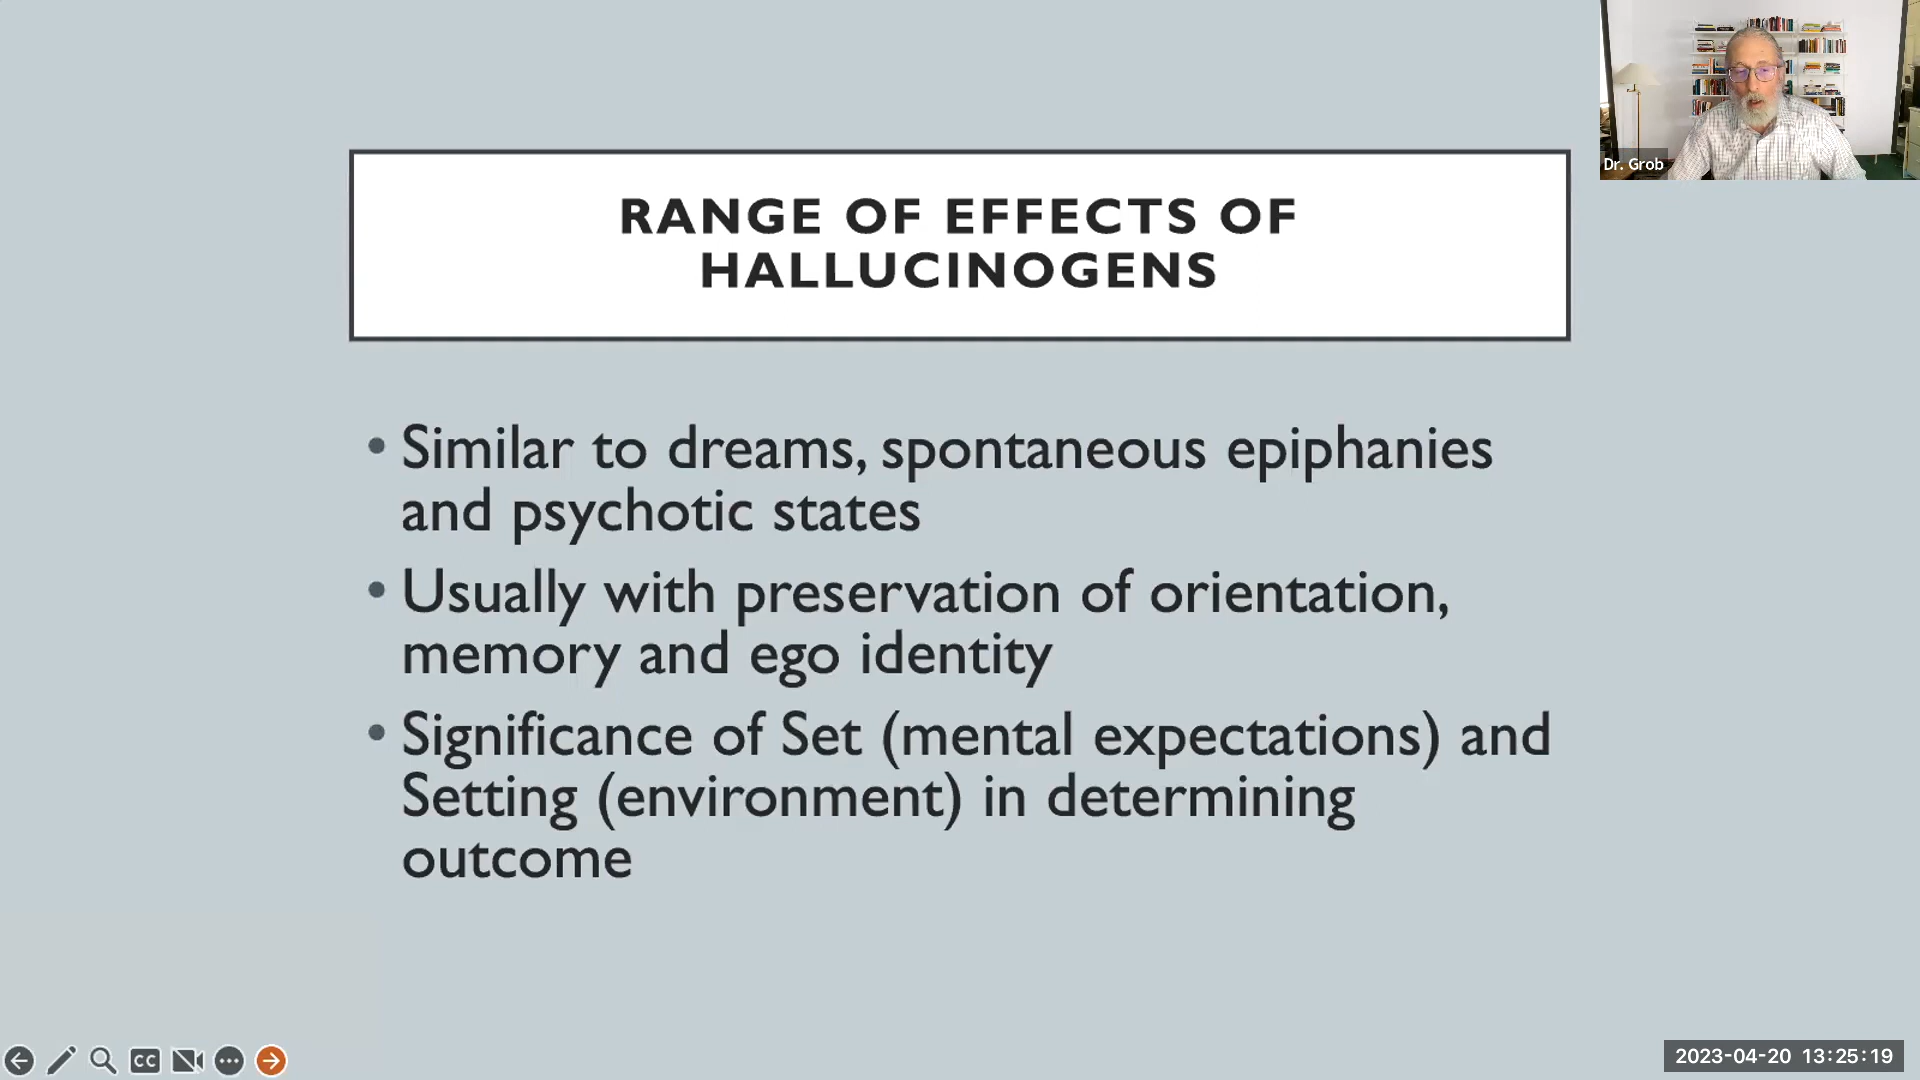 Dr. Grob
RANGE OF EFFECTS OF
HALLUCINOGENS
• Similar to dreams, spontaneous epiphanies
and psychotic states
• Usually with preservation of orientation,
memory and ego identity
• Significance of Set (mental expectations) and
Setting (environment) in determining
outcome
CC
2023-04-20 13:25:19